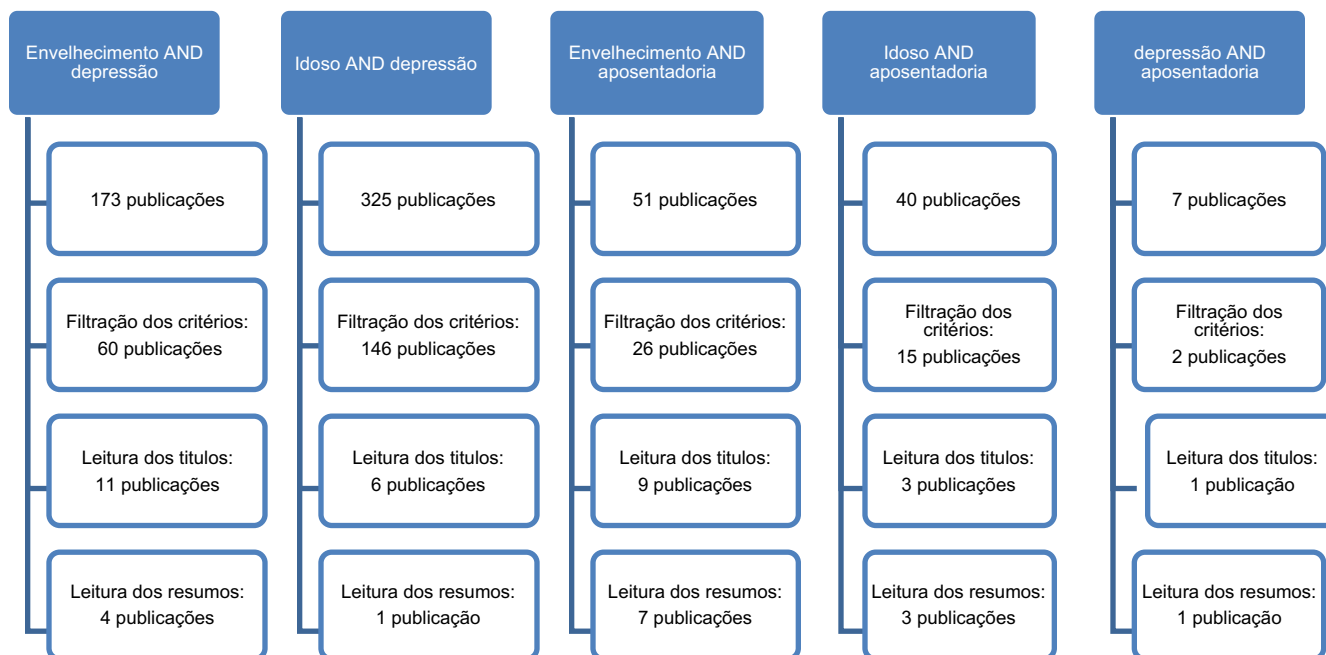 Envelhecimento AND
depressão
173 publicações
Filtração dos critérios:
60 publicações
Leitura dos titulos:
11 publicações
Leitura dos resumos:
4 publicações
Idoso AND depressão
325 publicações
Filtração dos critérios:
146 publicações
Leitura dos titulos:
6 publicações
Leitura dos resumos:
1 publicação
Envelhecimento AND
aposentadoria
51 publicações
Filtração dos critérios:
26 publicações
Leitura dos titulos:
9 publicações
Leitura dos resumos:
7 publicações
Idoso AND
aposentadoria
40 publicações
Filtração dos
critérios:
15 publicações
Leitura dos titulos:
3 publicações
Leitura dos resumos:
3 publicações
depressão AND
aposentadoria
7 publicações
Filtração dos
critérios:
2 publicações
Leitura dos titulos:
1 publicação
Leitura dos resumos:
1 publicação